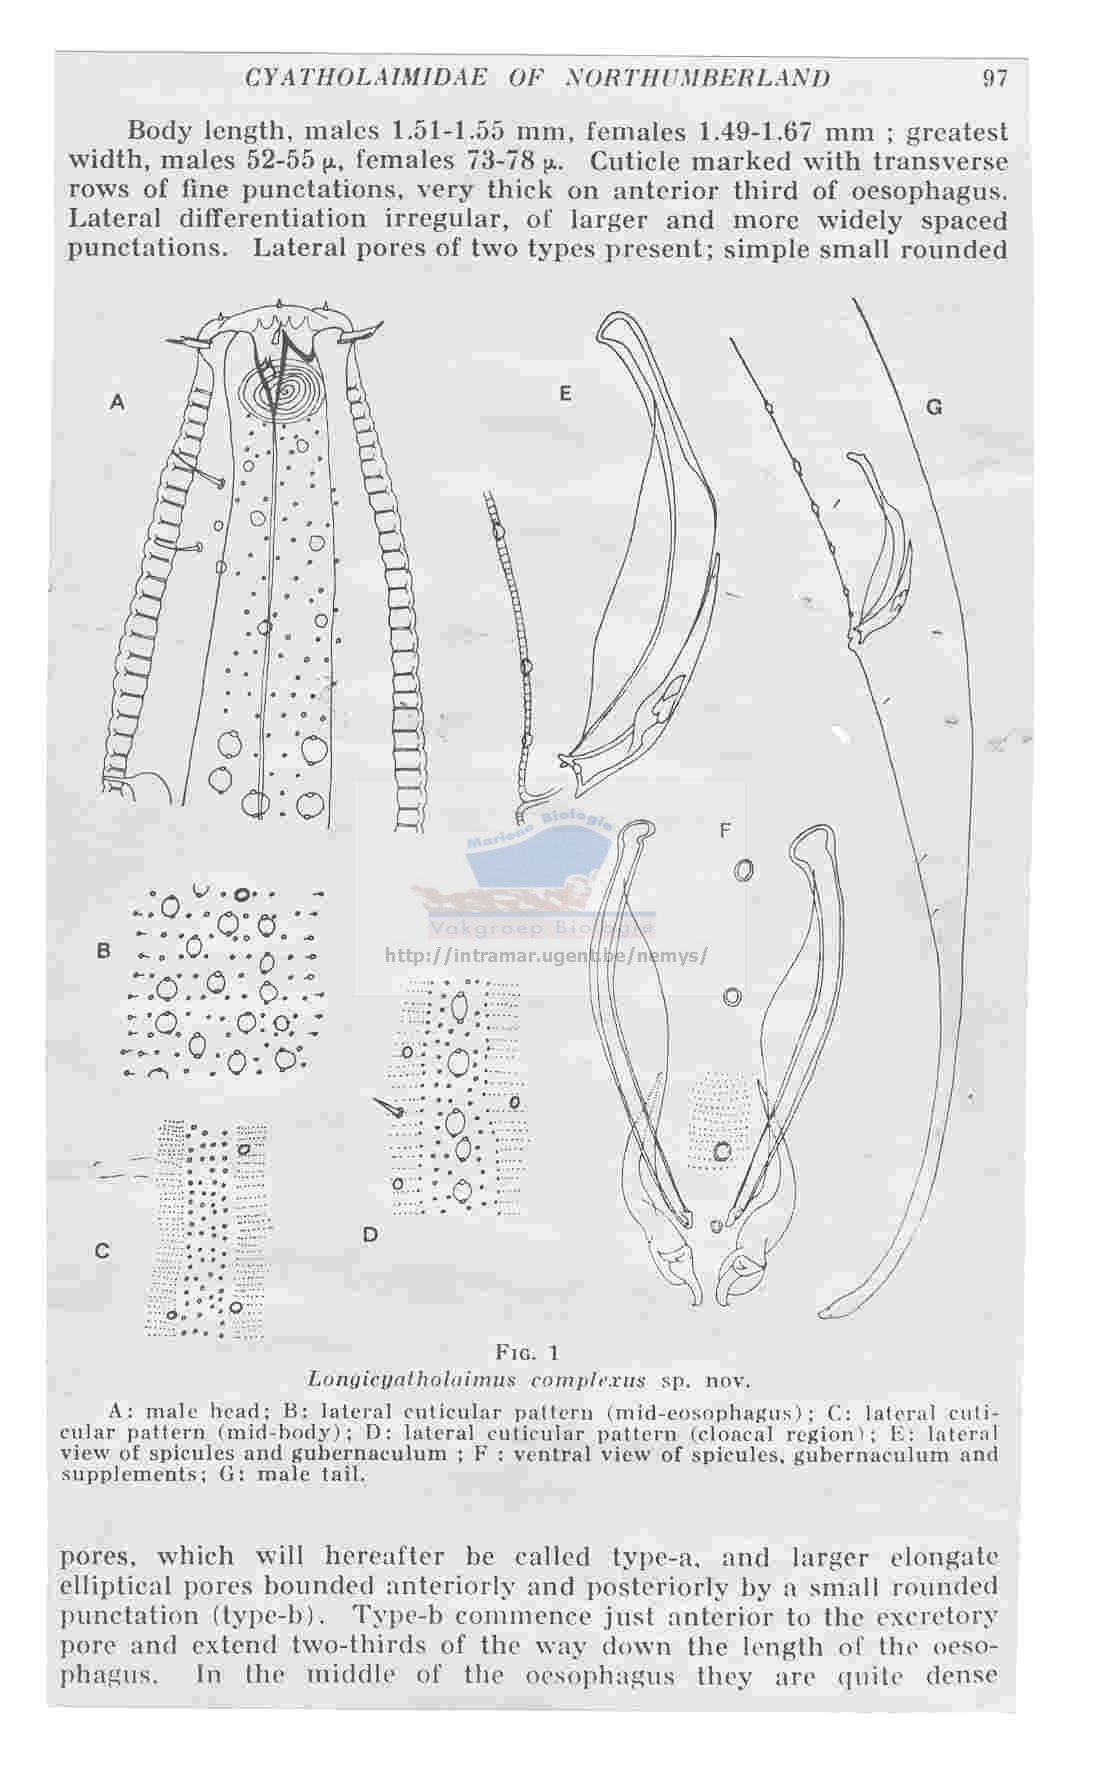 CYATHOLAIMIDAE OF NORTHUMBERLAND 97
Body length, males 1.51-1.55 mm, females 1.49-1.67 mm ; greatest
width, males 52-55 µ, females 73-78 µ. Cuticle marked with transverse
rows of fine punctations, very thick on anterior third of oesophagus.
Lateral differentiation irregular, of larger and more widely spaced
punctations. Lateral pores of two types present; simple small rounded
A
E
G
F
Mariene Biologie
Vakgroep Biologie
http://intramar.ugent.be/nemys/
B
D
C
FIG. 1
Longicyatholaimus complexus sp. nov.
A: male head; B: lateral cuticular pattern (mid-eosophagus); C: lateral cuti-
cular pattern (mid-body); D: lateral cuticular pattern (cloacal region); E: lateral
view of spicules and gubernaculum ; F : ventral view of spicules, gubernaculum and
supplements; G: male tail.
pores, which will hereafter be called type-a, and larger elongate
elliptical pores bounded anteriorly and posteriorly by a small rounded
punctation (type-b). Type-b commence just anterior to the excretory
pore and extend two-thirds of the way down the length of the oeso-
phagus. In the middle of the oesophagus they are quite dense